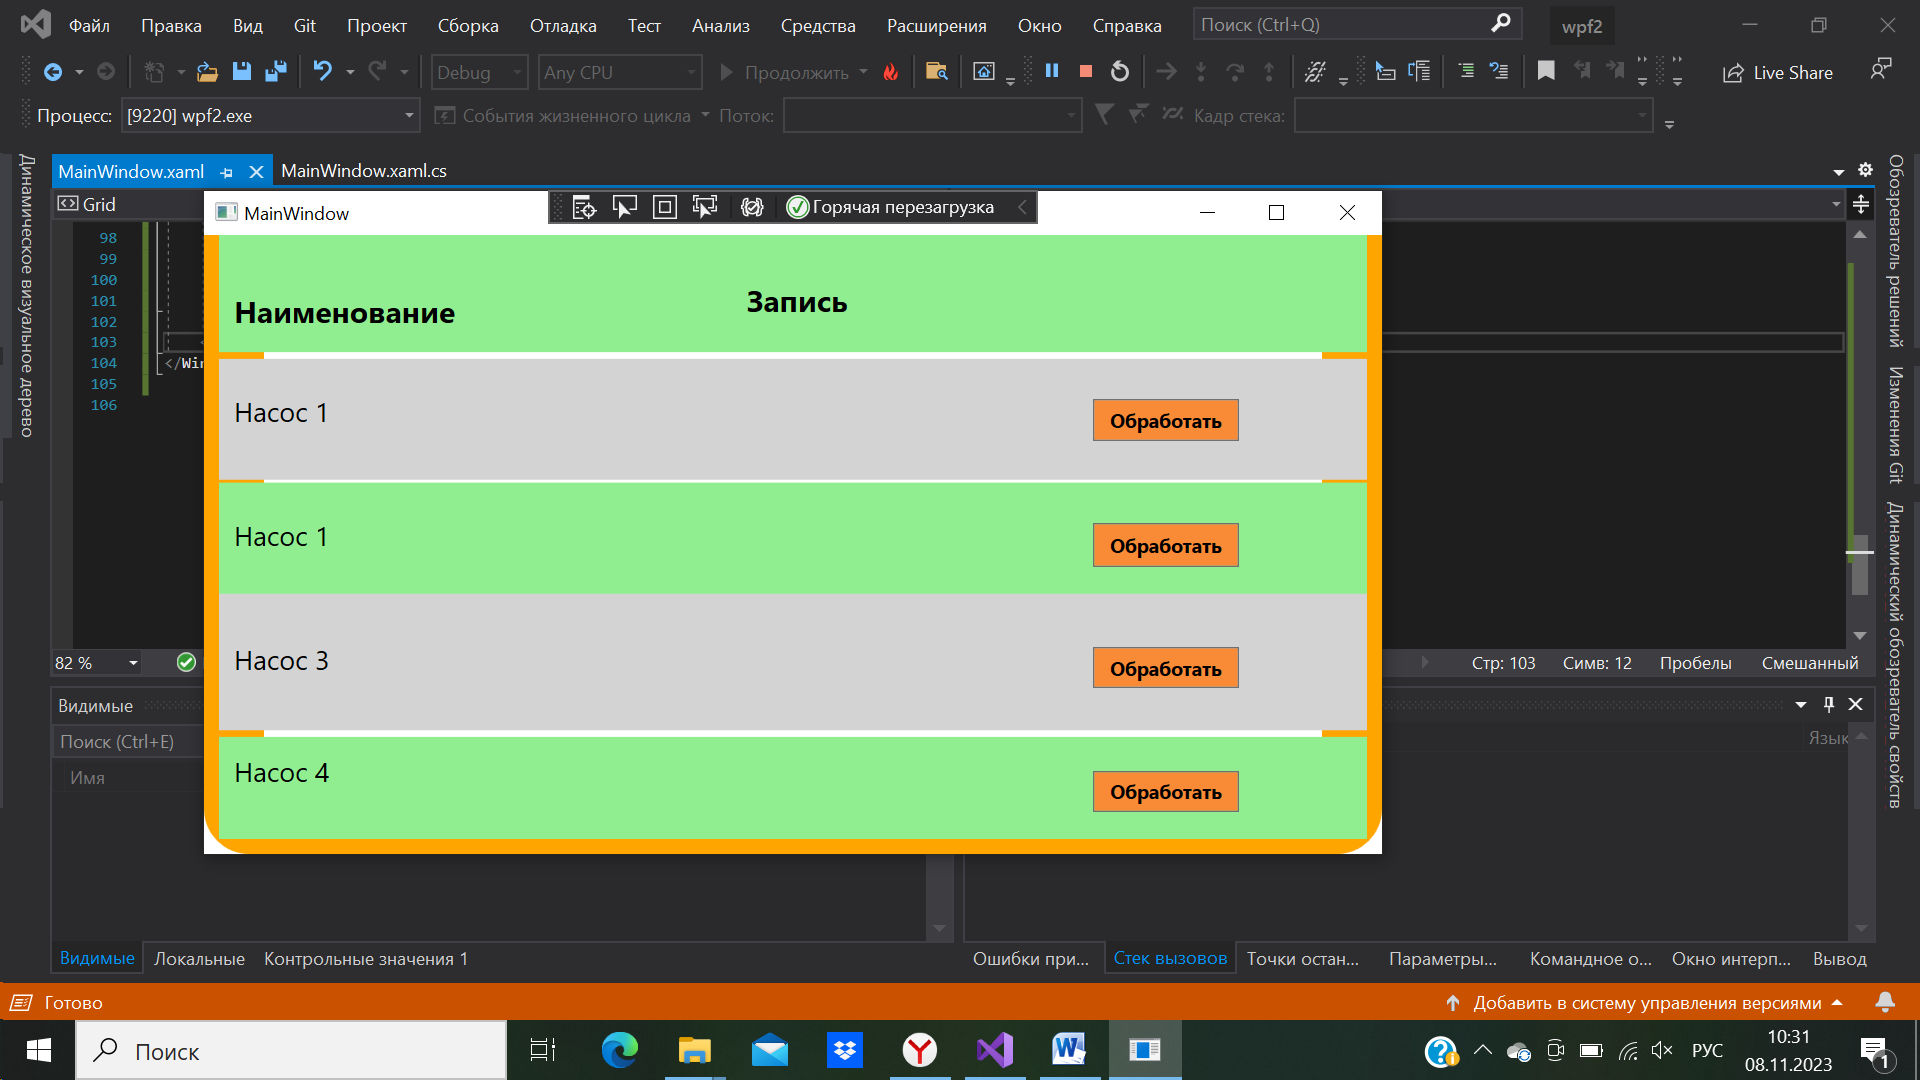 Файл Правка Вид Git Проект Сборка Отладка Тест Анализ Средства Расширения Окно Справка Поиск (Ctrl+Q) wpf2
Debug Any CPU Продолжить Live Share
Процесс: [9220] wpf2.exe События жизненного цикла Поток: Кадр стека:
Динамическое визуальное дерево
MainWindow.xaml MainWindow.xaml.cs
Grid
MainWindow Горячая перезагрузка
98
99
100
101
102
103
104 </Win
105
106
Наименование Запись
Насос 1 Обработать
Насос 1 Обработать
Насос 3 Обработать
Насос 4 Обработать
Обозреватель решений
Изменения Git
Динамический обозреватель свойств
82 % Стр: 103 Симв: 12 Пробелы Смешанный
Видимые
Поиск (Ctrl+E) Язык
Имя
Видимые Локальные Контрольные значения 1 Ошибки при... Стек вызовов Точки остан... Параметры... Командное о... Окно интерп... Вывод
Готово Добавить в систему управления версиями
Поиск РУС 10:31
08.11.2023 1